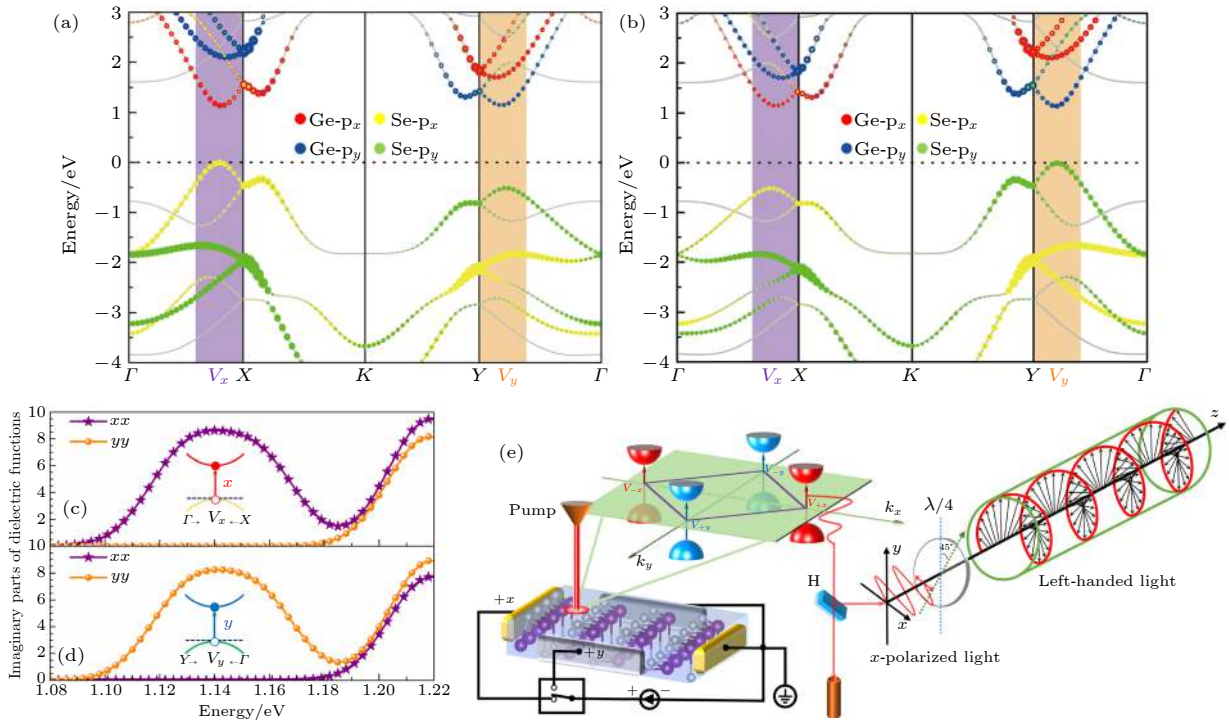 (a)
3
2
1
0
−1
−2
−3
−4
Energy/eV
Ge-px
Se-px
Ge-py
Se-py
Γ Vx X K Y Vy Γ
(b)
3
2
1
0
−1
−2
−3
−4
Energy/eV
Ge-px
Se-px
Ge-py
Se-py
Γ Vx X K Y Vy Γ
Imaginary parts of dielectric functions
10
8
6
4
2
10
xx
yy
(c)
x
Γ→ Vx ←X
8
6
4
2
0
xx
yy
(d)
y
Y→ Vy ←Γ
1.08 1.10 1.12 1.14 1.16 1.18 1.20 1.22
Energy/eV
(e)
Pump
V−x
V−y
V+y
V+x
kx
ky
+x
+y
+ −
H
y
x
x-polarized light
λ/4
45°
z
Left-handed light